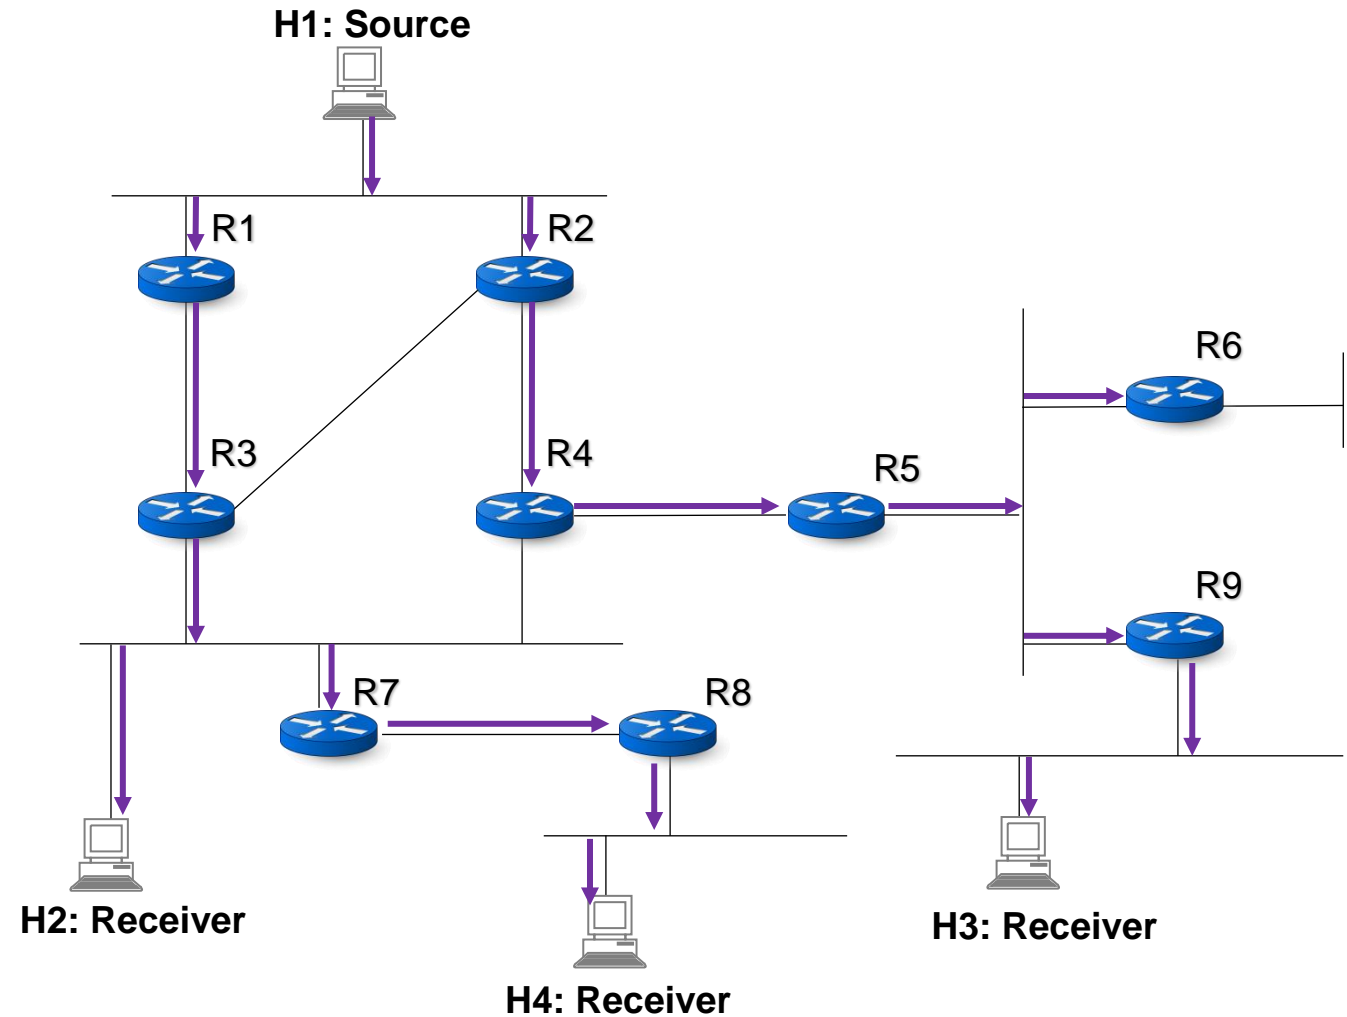 H1: Source
R1
R2
R6
R3
R4
R5
R9
R7
R8
H2: Receiver
H3: Receiver
H4: Receiver